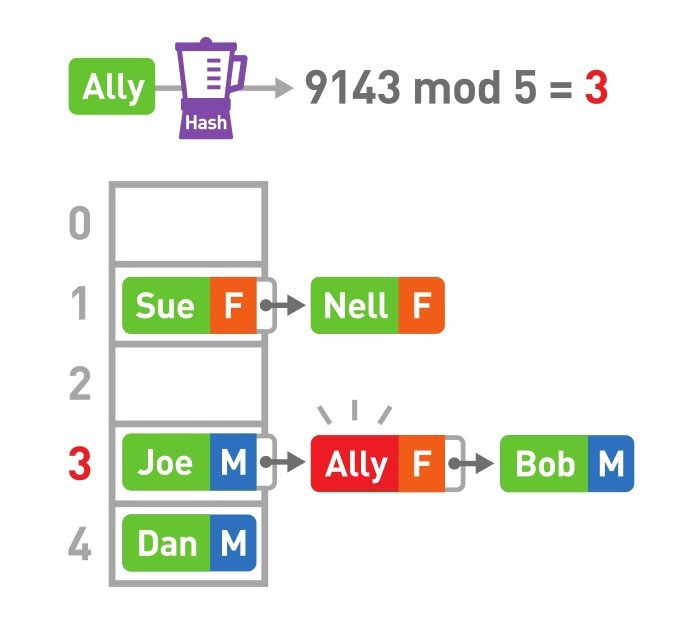 Ally Hash 9143 mod 5 = 3
0
1 Sue F Nell F
2
3 Joe M Ally F Bob M
4 Dan M